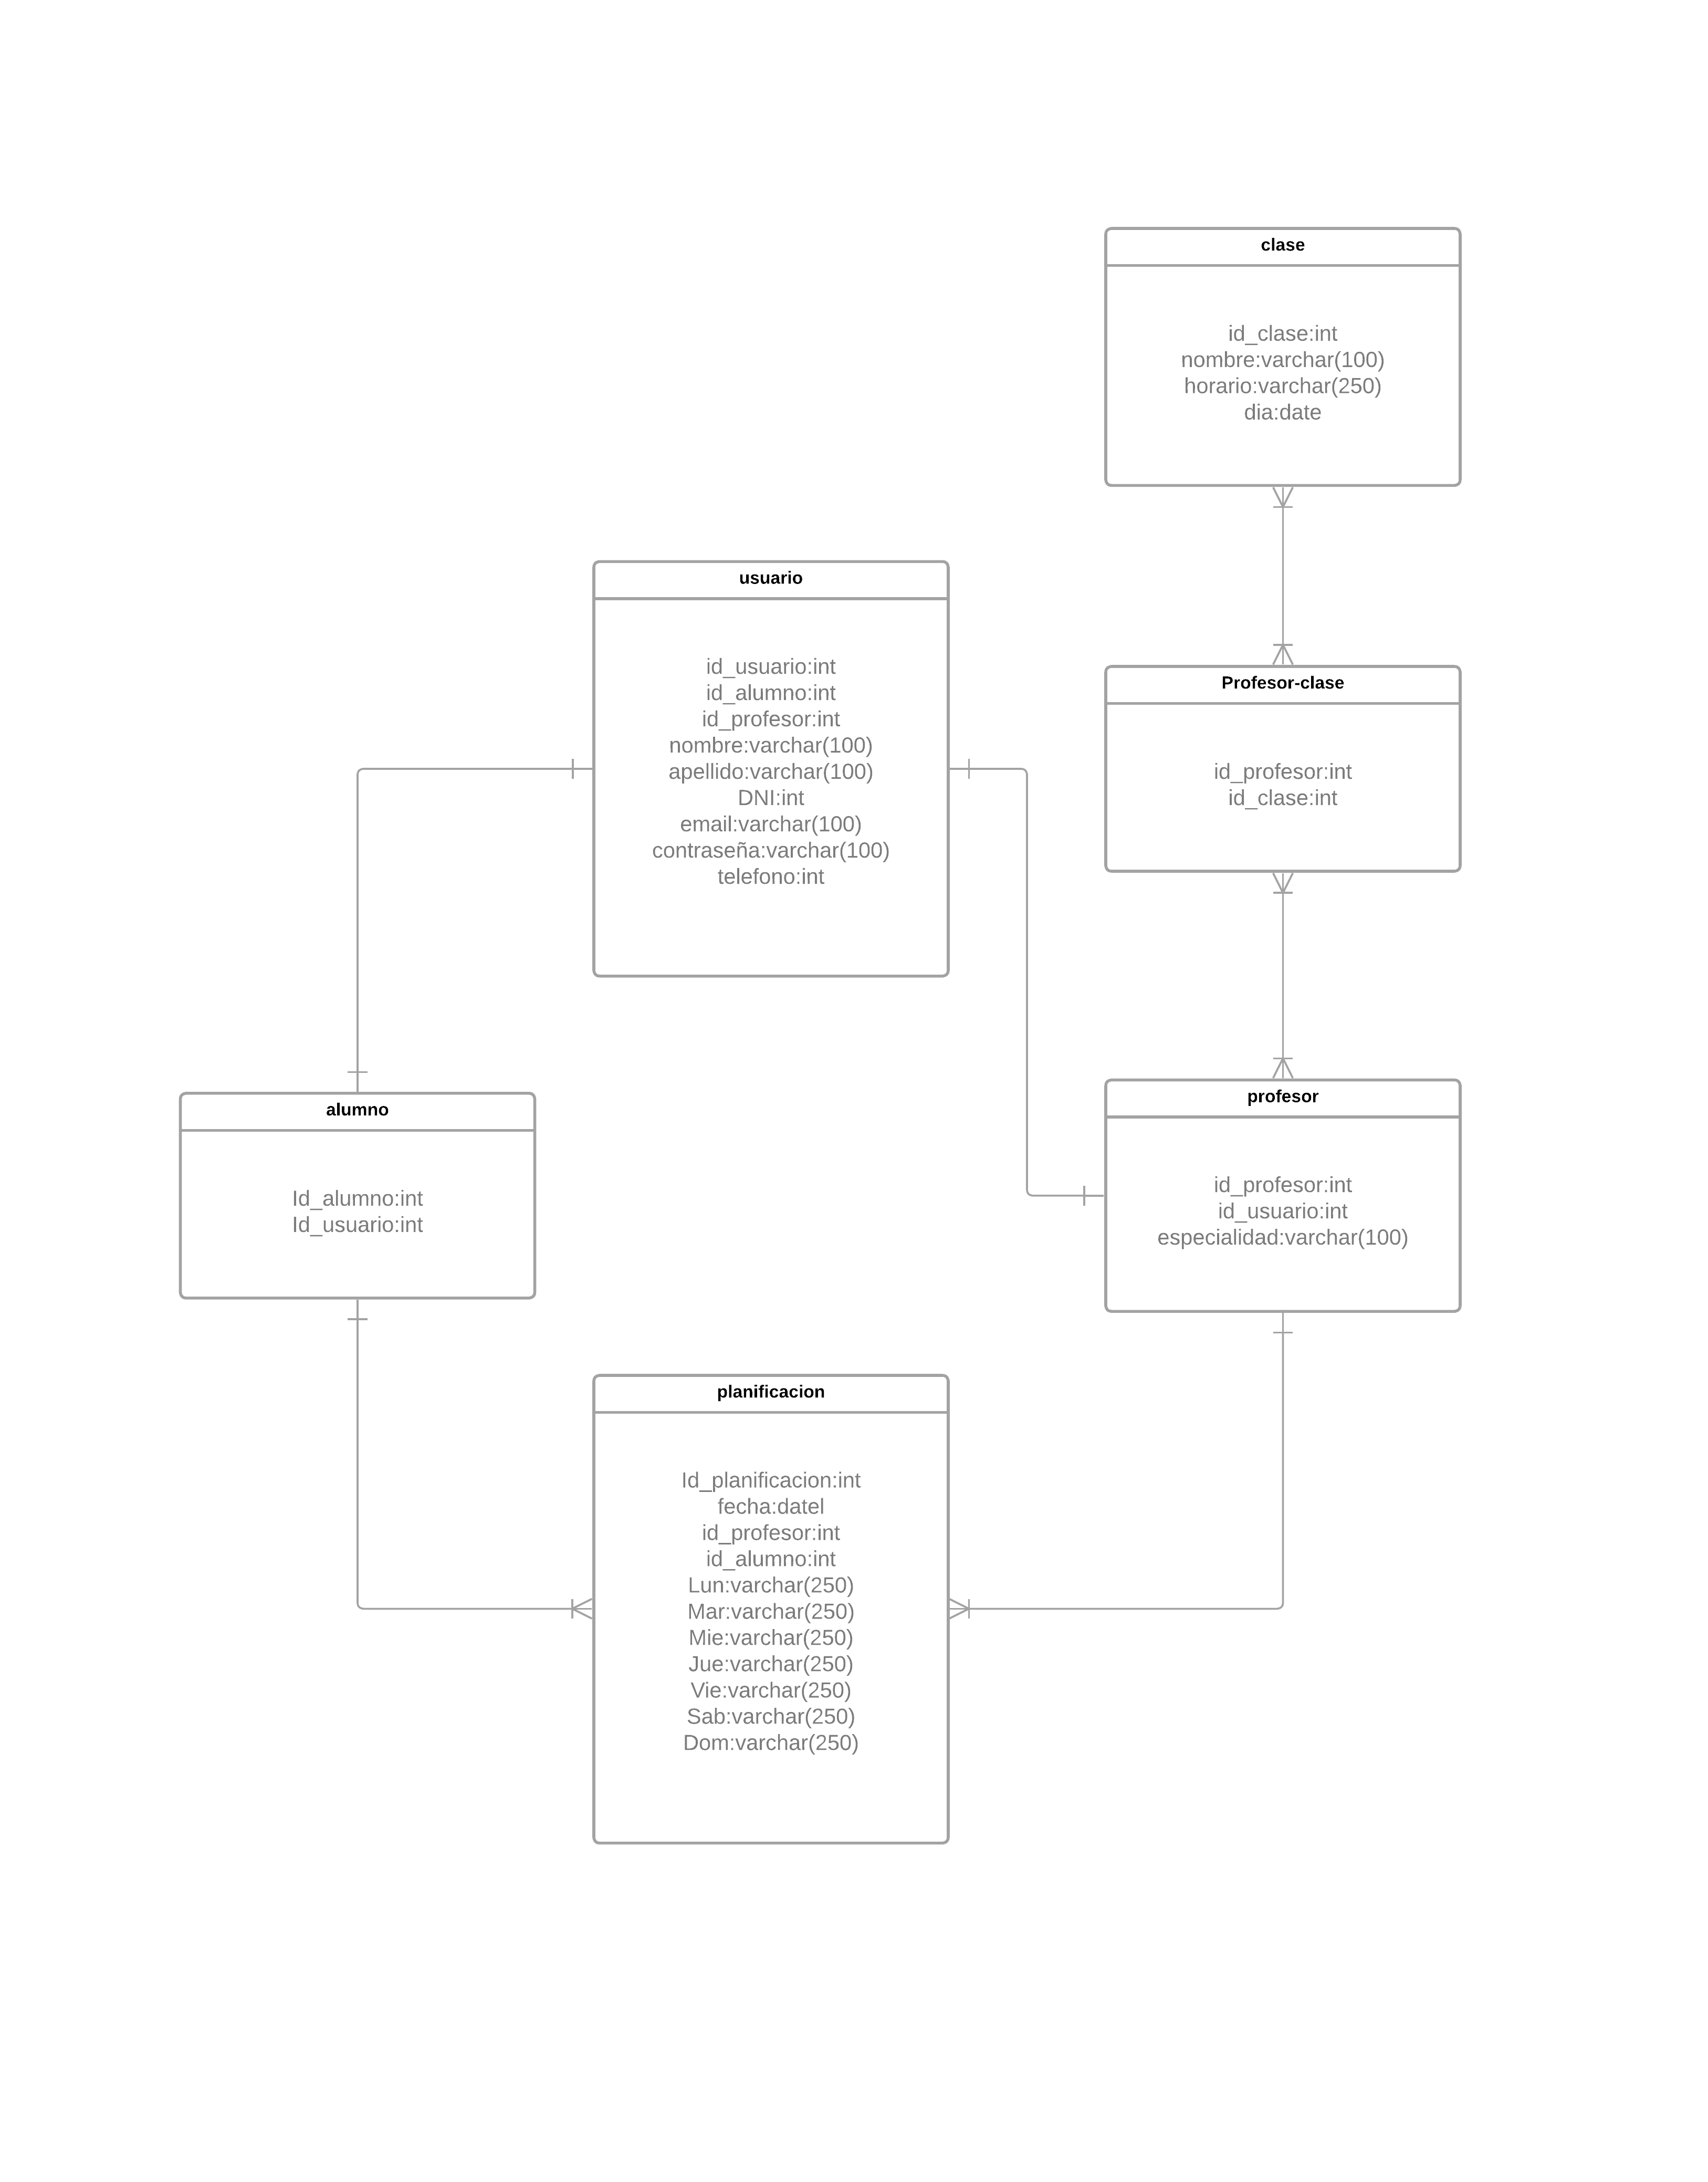 clase
id_clase:int
nombre:varchar(100)
horario:varchar(250)
dia:date
usuario
id_usuario:int
id_alumno:int
id_profesor:int
nombre:varchar(100)
apellido:varchar(100)
DNI:int
email:varchar(100)
contraseña:varchar(100)
telefono:int
Profesor-clase
id_profesor:int
id_clase:int
alumno
Id_alumno:int
Id_usuario:int
profesor
id_profesor:int
id_usuario:int
especialidad:varchar(100)
planificacion
Id_planificacion:int
fecha:datel
id_profesor:int
id_alumno:int
Lun:varchar(250)
Mar:varchar(250)
Mie:varchar(250)
Jue:varchar(250)
Vie:varchar(250)
Sab:varchar(250)
Dom:varchar(250)